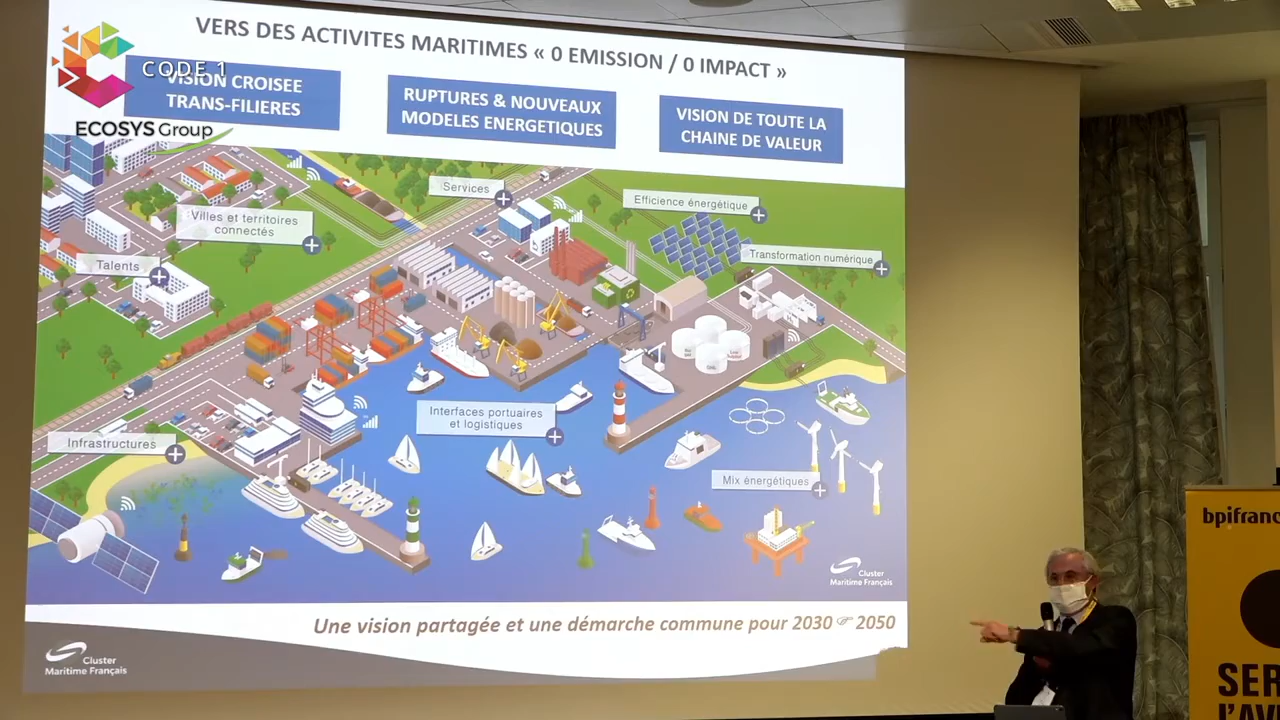 VERS DES ACTIVITES MARITIMES « 0 EMISSION / 0 IMPACT »
CODE 1
ECOSYS Group
VISION CROISEE
TRANS-FILIERES
RUPTURES & NOUVEAUX
MODELES ENERGETIQUES
VISION DE TOUTE LA
CHAINE DE VALEUR
Services
Efficience énergétique
Villes et territoires
connectés
Transformation numérique
Talents
Interfaces portuaires
et logistiques
Infrastructures
Mix énergétiques
Cluster
Maritime Français
Une vision partagée et une démarche commune pour 2030 ☞ 2050
Cluster
Maritime Français
bpifranc
SER
L'AV